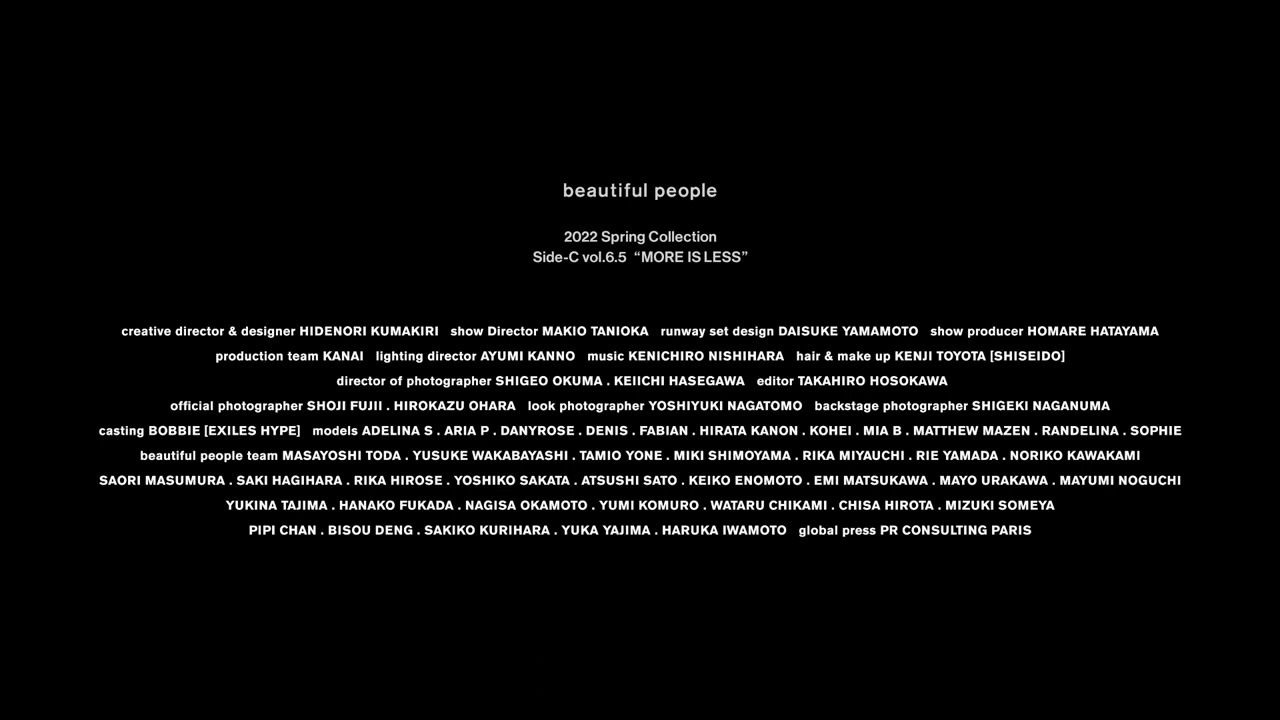 beautiful people
2022 Spring Collection
Side-C vol.6.5 “MORE IS LESS”
creative director & designer HIDENORI KUMAKIRI show Director MAKIO TANIOKA runway set design DAISUKE YAMAMOTO show producer HOMARE HATAYAMA
production team KANAI lighting director AYUMI KANNO music KENICHIRO NISHIHARA hair & make up KENJI TOYOTA [SHISEIDO]
director of photographer SHIGEO OKUMA . KEIICHI HASEGAWA editor TAKAHIRO HOSOKAWA
official photographer SHOJI FUJII . HIROKAZU OHARA look photographer YOSHIYUKI NAGATOMO backstage photographer SHIGEKI NAGANUMA
casting BOBBIE [EXILES HYPE] models ADELINA S . ARIA P . DANYROSE . DENIS . FABIAN . HIRATA KANON . KOHEI . MIA B . MATTHEW MAZEN . RANDELINA . SOPHIE
beautiful people team MASAYOSHI TODA . YUSUKE WAKABAYASHI . TAMIO YONE . MIKI SHIMOYAMA . RIKA MIYAUCHI . RIE YAMADA . NORIKO KAWAKAMI
SAORI MASUMURA . SAKI HAGIHARA . RIKA HIROSE . YOSHIKO SAKATA . ATSUSHI SATO . KEIKO ENOMOTO . EMI MATSUKAWA . MAYO URAKAWA . MAYUMI NOGUCHI
YUKINA TAJIMA . HANAKO FUKADA . NAGISA OKAMOTO . YUMI KOMURO . WATARU CHIKAMI . CHISA HIROTA . MIZUKI SOMEYA
PIPI CHAN . BISOU DENG . SAKIKO KURIHARA . YUKA YAJIMA . HARUKA IWAMOTO global press PR CONSULTING PARIS